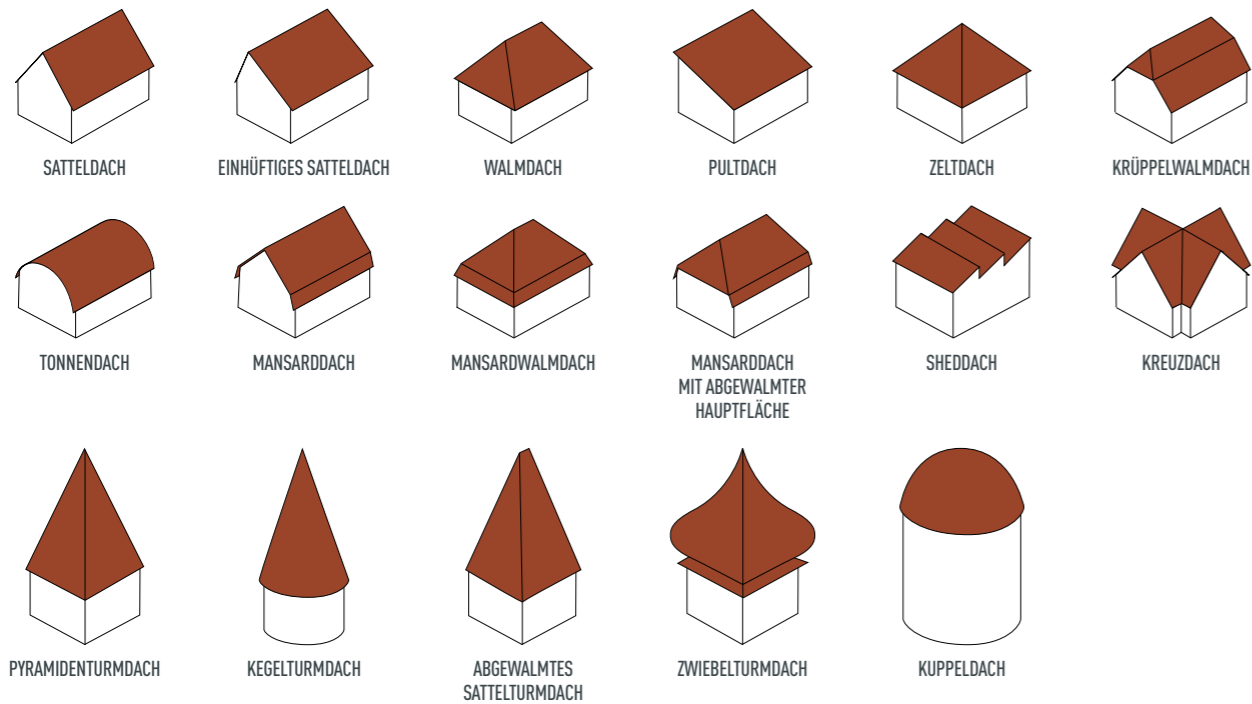 SATTELDACH
EINHÜFTIGES SATTELDACH
WALMDACH
PULTDACH
ZELTDACH
KRÜPPELWALMDACH
TONNENDACH
MANSARDDACH
MANSARDWALMDACH
MANSARDDACH
MIT ABGEWALMTER
HAUPTFLÄCHE
SHEDDACH
KREUZDACH
PYRAMIDENTURMDACH
KEGELTURMDACH
ABGEWALMTES
SATTELTURMDACH
ZWIEBELTURMDACH
KUPPELDACH